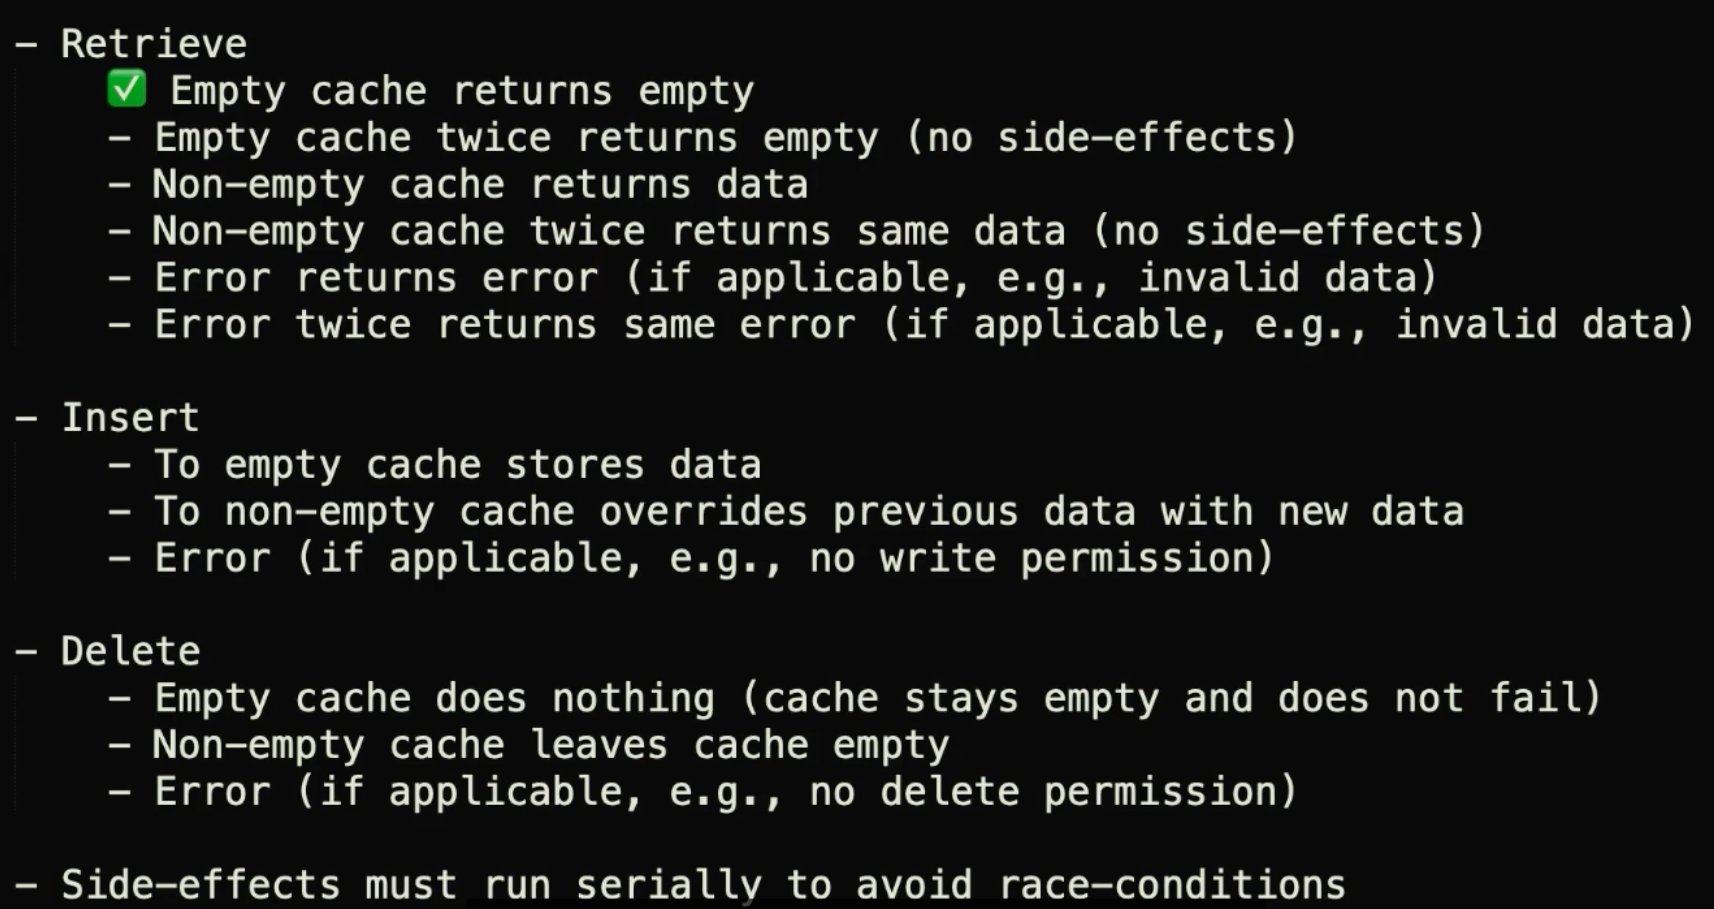 – Retrieve
✅ Empty cache returns empty
– Empty cache twice returns empty (no side-effects)
– Non-empty cache returns data
– Non-empty cache twice returns same data (no side-effects)
– Error returns error (if applicable, e.g., invalid data)
– Error twice returns same error (if applicable, e.g., invalid data)
– Insert
– To empty cache stores data
– To non-empty cache overrides previous data with new data
– Error (if applicable, e.g., no write permission)
– Delete
– Empty cache does nothing (cache stays empty and does not fail)
– Non-empty cache leaves cache empty
– Error (if applicable, e.g., no delete permission)
– Side-effects must run serially to avoid race-conditions